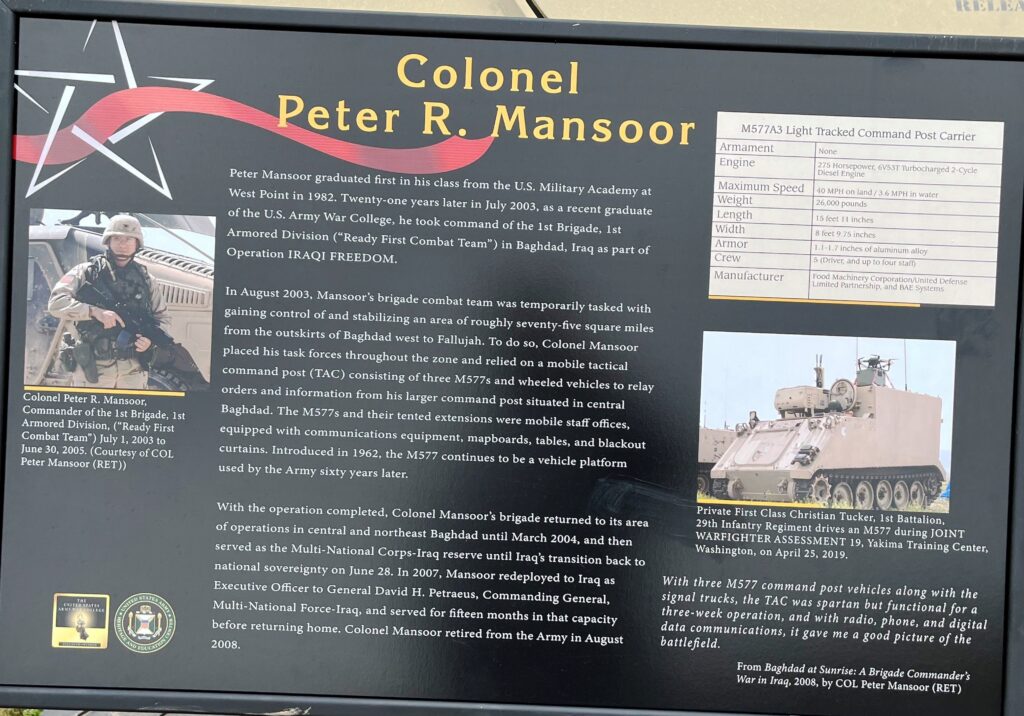 RELEA
Colonel
Peter R. Mansoor
Peter Mansoor graduated first in his class from the U.S. Military Academy at
West Point in 1982. Twenty-one years later in July 2003, as a recent graduate
of the U.S. Army War College, he took command of the 1st Brigade, 1st
Armored Division (“Ready First Combat Team”) in Baghdad, Iraq as part of
Operation IRAQI FREEDOM.
In August 2003, Mansoor’s brigade combat team was temporarily tasked with
gaining control of and stabilizing an area of roughly seventy-five square miles
from the outskirts of Baghdad west to Fallujah. To do so, Colonel Mansoor
placed his task forces throughout the zone and relied on a mobile tactical
command post (TAC) consisting of three M577s and wheeled vehicles to relay
orders and information from his larger command post situated in central
Baghdad. The M577s and their tented extensions were mobile staff offices,
equipped with communications equipment, mapboards, tables, and blackout
curtains. Introduced in 1962, the M577 continues to be a vehicle platform
used by the Army sixty years later.
With the operation completed, Colonel Mansoor’s brigade returned to its area
of operations in central and northeast Baghdad until March 2004, and then
served as the Multi-National Corps-Iraq reserve until Iraq’s transition back to
national sovereignty on June 28. In 2007, Mansoor redeployed to Iraq as
Executive Officer to General David H. Petraeus, Commanding General,
Multi-National Force-Iraq, and served for fifteen months in that capacity
before returning home. Colonel Mansoor retired from the Army in August
2008.
Colonel Peter R. Mansoor,
Commander of the 1st Brigade, 1st
Armored Division, (“Ready First
Combat Team”) July 1, 2003 to
June 30, 2005. (Courtesy of COL
Peter Mansoor (RET))
THE
UNITED STATES
ARMY WAR COLLEGE
M577A3 Light Tracked Command Post Carrier
Armament None
Engine 275 Horsepower, 6V53T Turbocharged 2-Cycle
Diesel Engine
Maximum Speed 40 MPH on land / 3.6 MPH in water
Weight 26,000 pounds
Length 15 feet 11 inches
Width 8 feet 9.75 inches
Armor 1.1-1.7 inches of aluminum alloy
Crew 5 (Driver, and up to four staff)
Manufacturer Food Machinery Corporation/United Defense
Limited Partnership, and BAE Systems
Private First Class Christian Tucker, 1st Battalion,
29th Infantry Regiment drives an M577 during JOINT
WARFIGHTER ASSESSMENT 19, Yakima Training Center,
Washington, on April 25, 2019.
With three M577 command post vehicles along with the
signal trucks, the TAC was spartan but functional for a
three-week operation, and with radio, phone, and digital
data communications, it gave me a good picture of the
battlefield.
From Baghdad at Sunrise: A Brigade Commander’s
War in Iraq, 2008, by COL Peter Mansoor (RET)